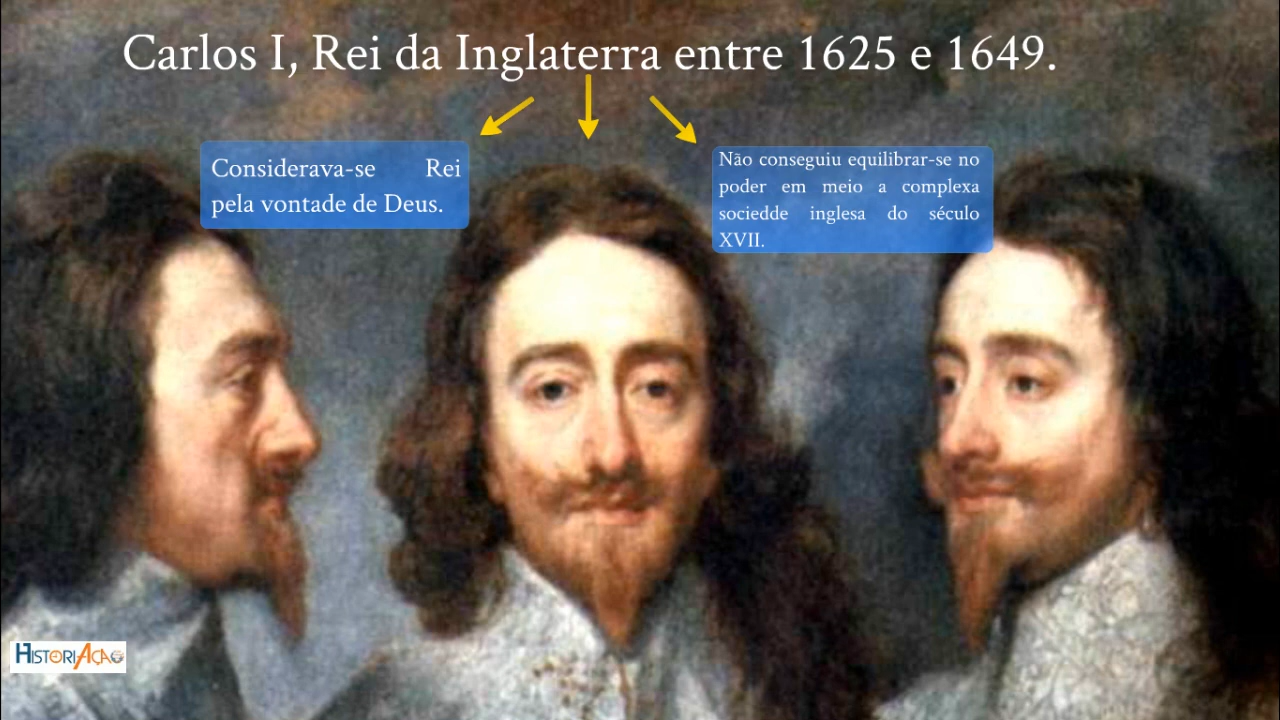 Carlos I, Rei da Inglaterra entre 1625 e 1649.
Considerava-se Rei
pela vontade de Deus.
Não conseguiu equilibrar-se no
poder em meio a complexa
sociedde inglesa do século
XVII.
HISTORIAÇÃO